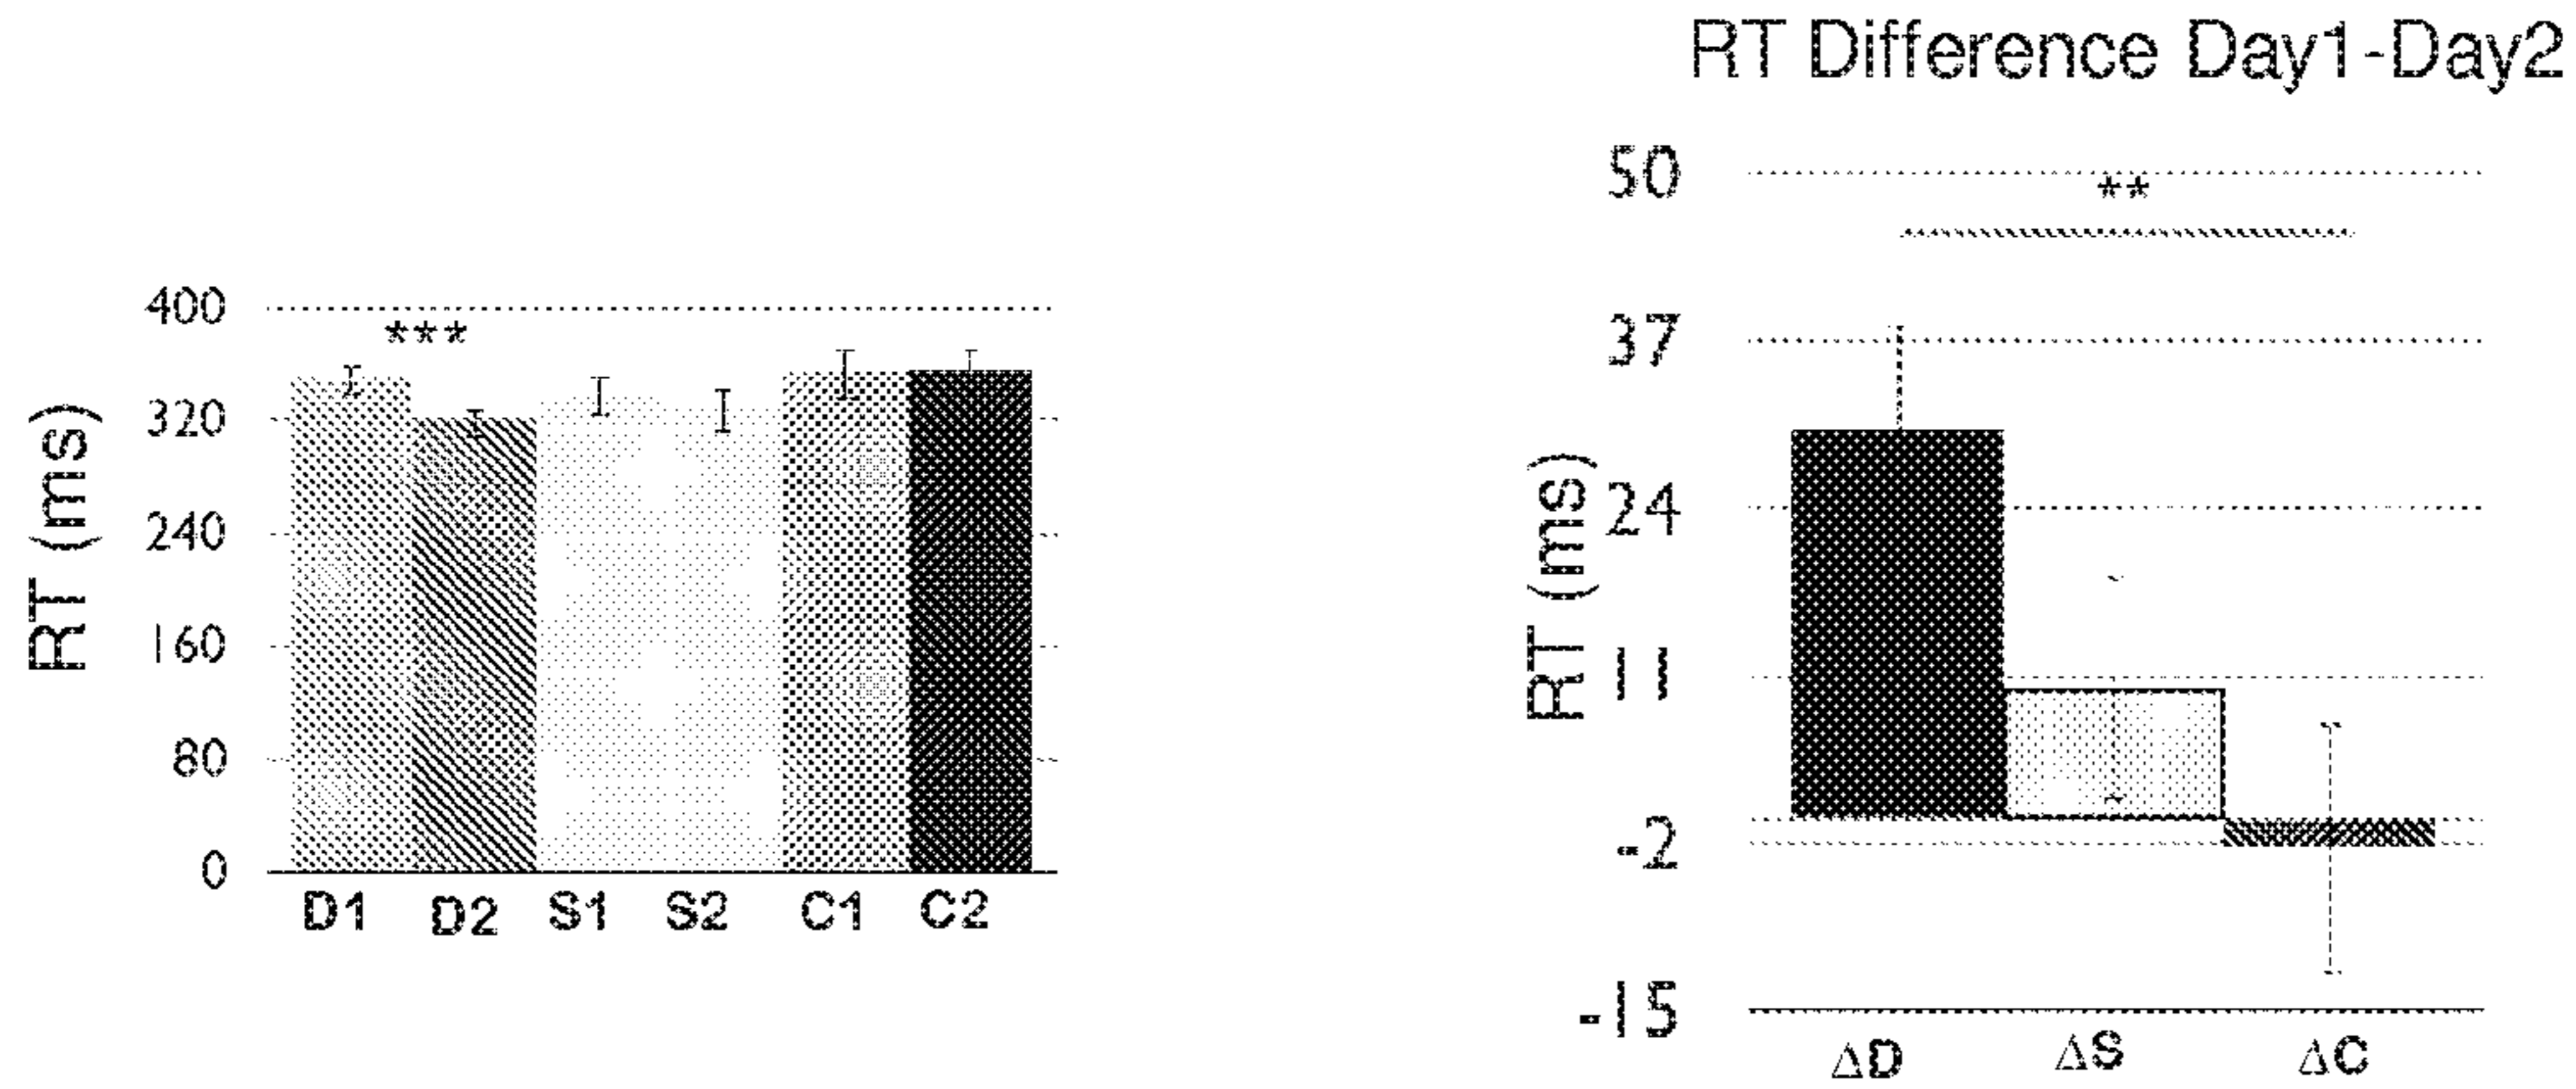 RT Difference Day1-Day2
RT (ms)
400
320
240
160
80
0
***
D1 D2 S1 S2 C1 C2
RT (ms)
50
37
24
11
-2
-15
**
ΔD ΔS ΔC